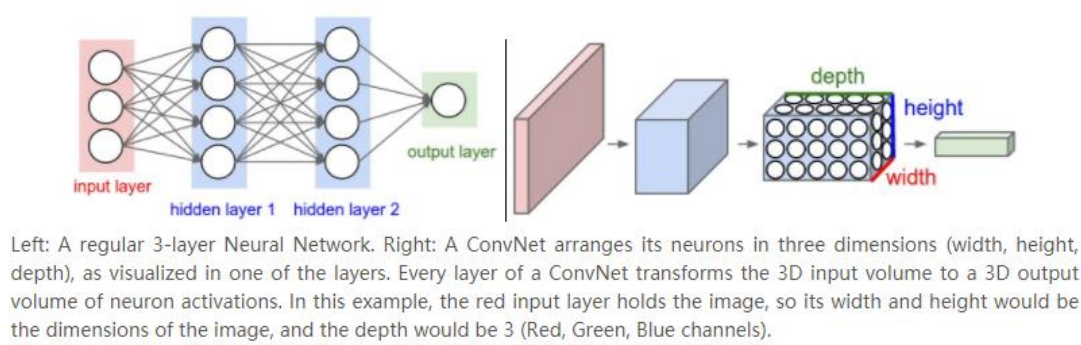 input layer
hidden layer 1
hidden layer 2
output layer
depth
height
width
Left: A regular 3-layer Neural Network. Right: A ConvNet arranges its neurons in three dimensions (width, height,
depth), as visualized in one of the layers. Every layer of a ConvNet transforms the 3D input volume to a 3D output
volume of neuron activations. In this example, the red input layer holds the image, so its width and height would be
the dimensions of the image, and the depth would be 3 (Red, Green, Blue channels).